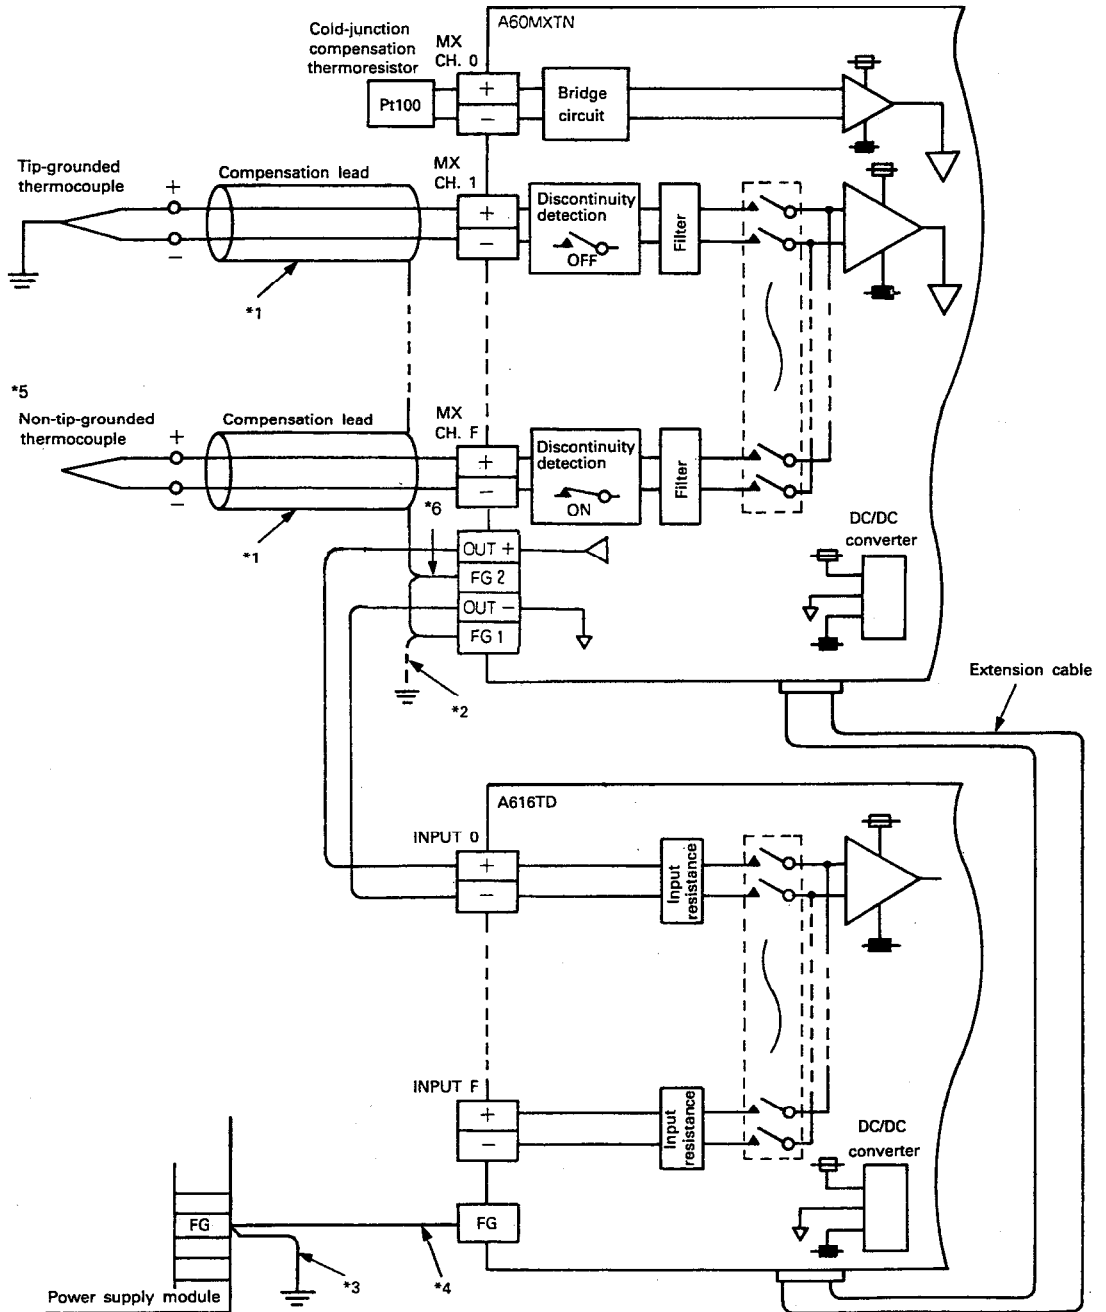 A60MXTN
Cold-junction
compensation
thermoresistor
MX
CH. 0
Pt100
+
−
Bridge
circuit
Tip-grounded
thermocouple
+
−
Compensation lead
*1
MX
CH. 1
+
−
Discontinuity
detection
OFF
Filter
*5
Non-tip-grounded
thermocouple
+
−
Compensation lead
*1
MX
CH. F
+
−
Discontinuity
detection
ON
Filter
*6
OUT +
FG 2
OUT −
FG 1
*2
DC/DC
converter
Extension cable
A616TD
INPUT 0
+
−
Input
resistance
INPUT F
+
−
Input
resistance
DC/DC
converter
FG
FG
*3
*4
Power supply module